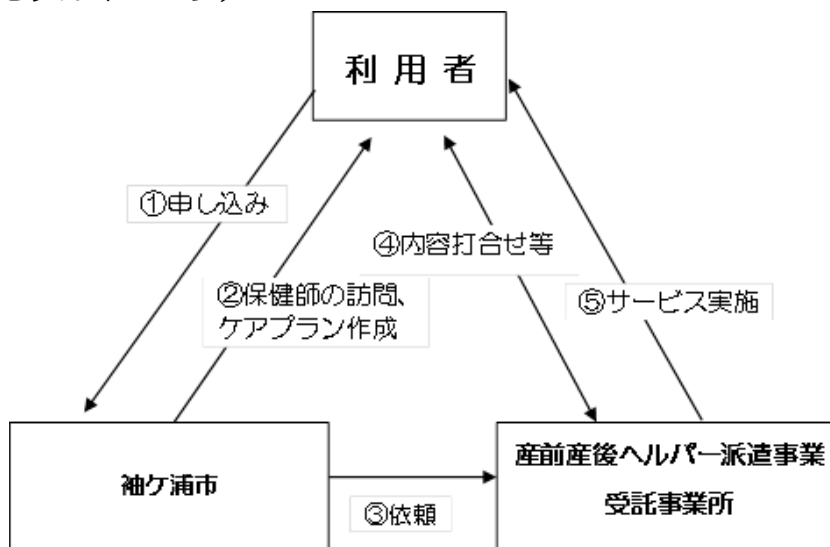 利用者
①申し込み
④内容打合せ等
②保健師の訪問、
ケアプラン作成
⑤サービス実施
袖ケ浦市
産前産後ヘルパー派遣事業
受託事業所
③依頼